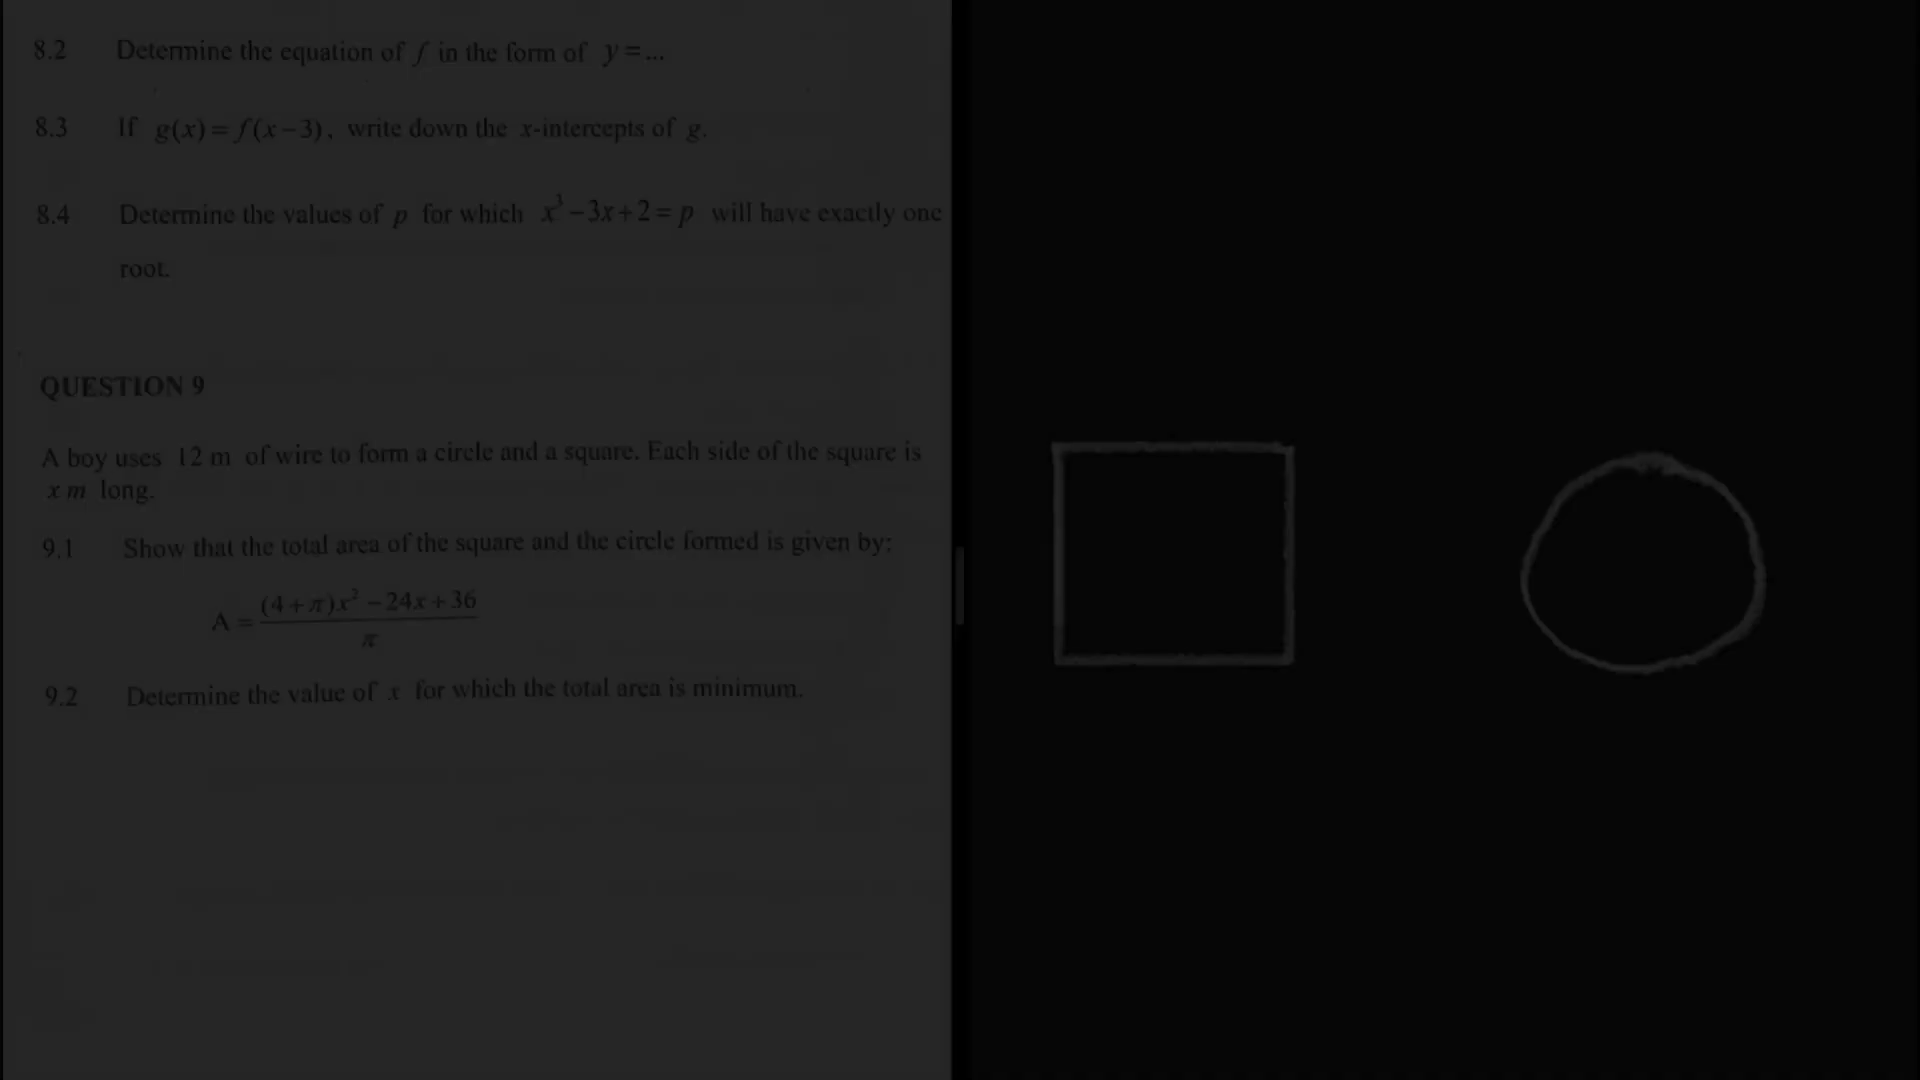 8.2 Determine the equation of f in the form of y = ...
8.3 If g(x) = f(x − 3), write down the x-intercepts of g.
8.4 Determine the values of p for which x³ − 3x + 2 = p will have exactly one
root.
QUESTION 9
A boy uses 12 m of wire to form a circle and a square. Each side of the square is
x m long.
9.1 Show that the total area of the square and the circle formed is given by:
A = ((4 + π)x² − 24x + 36) / π
9.2 Determine the value of x for which the total area is minimum.